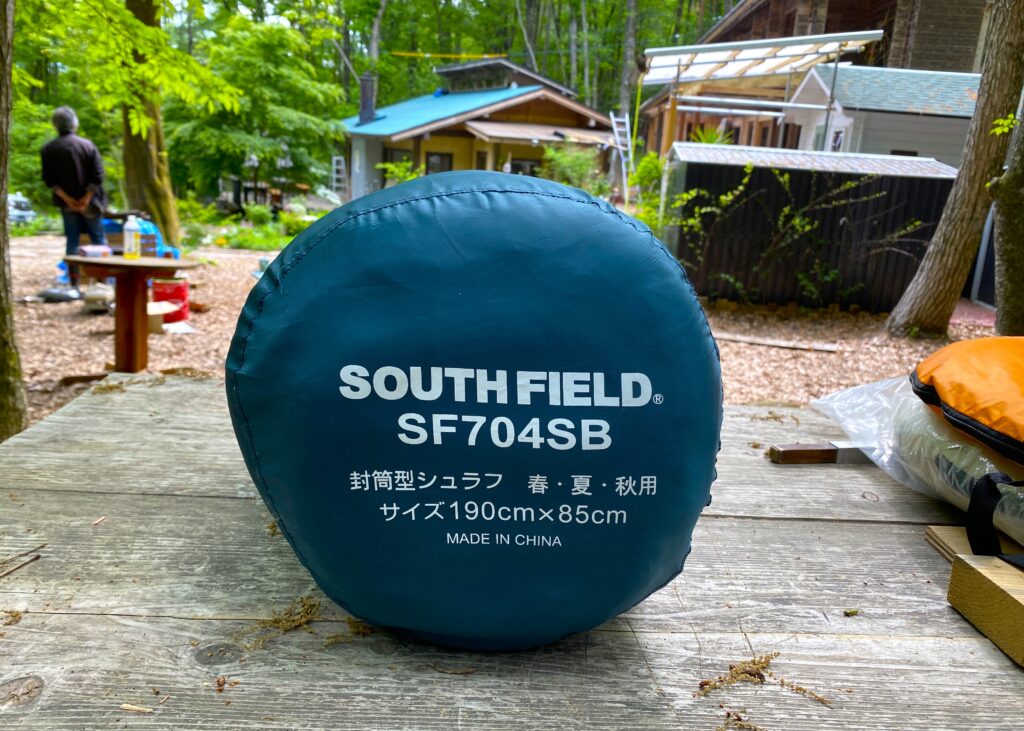 SOUTH FIELD®
SF704SB
封筒型シュラフ 春・夏・秋用
サイズ190cm×85cm
MADE IN CHINA